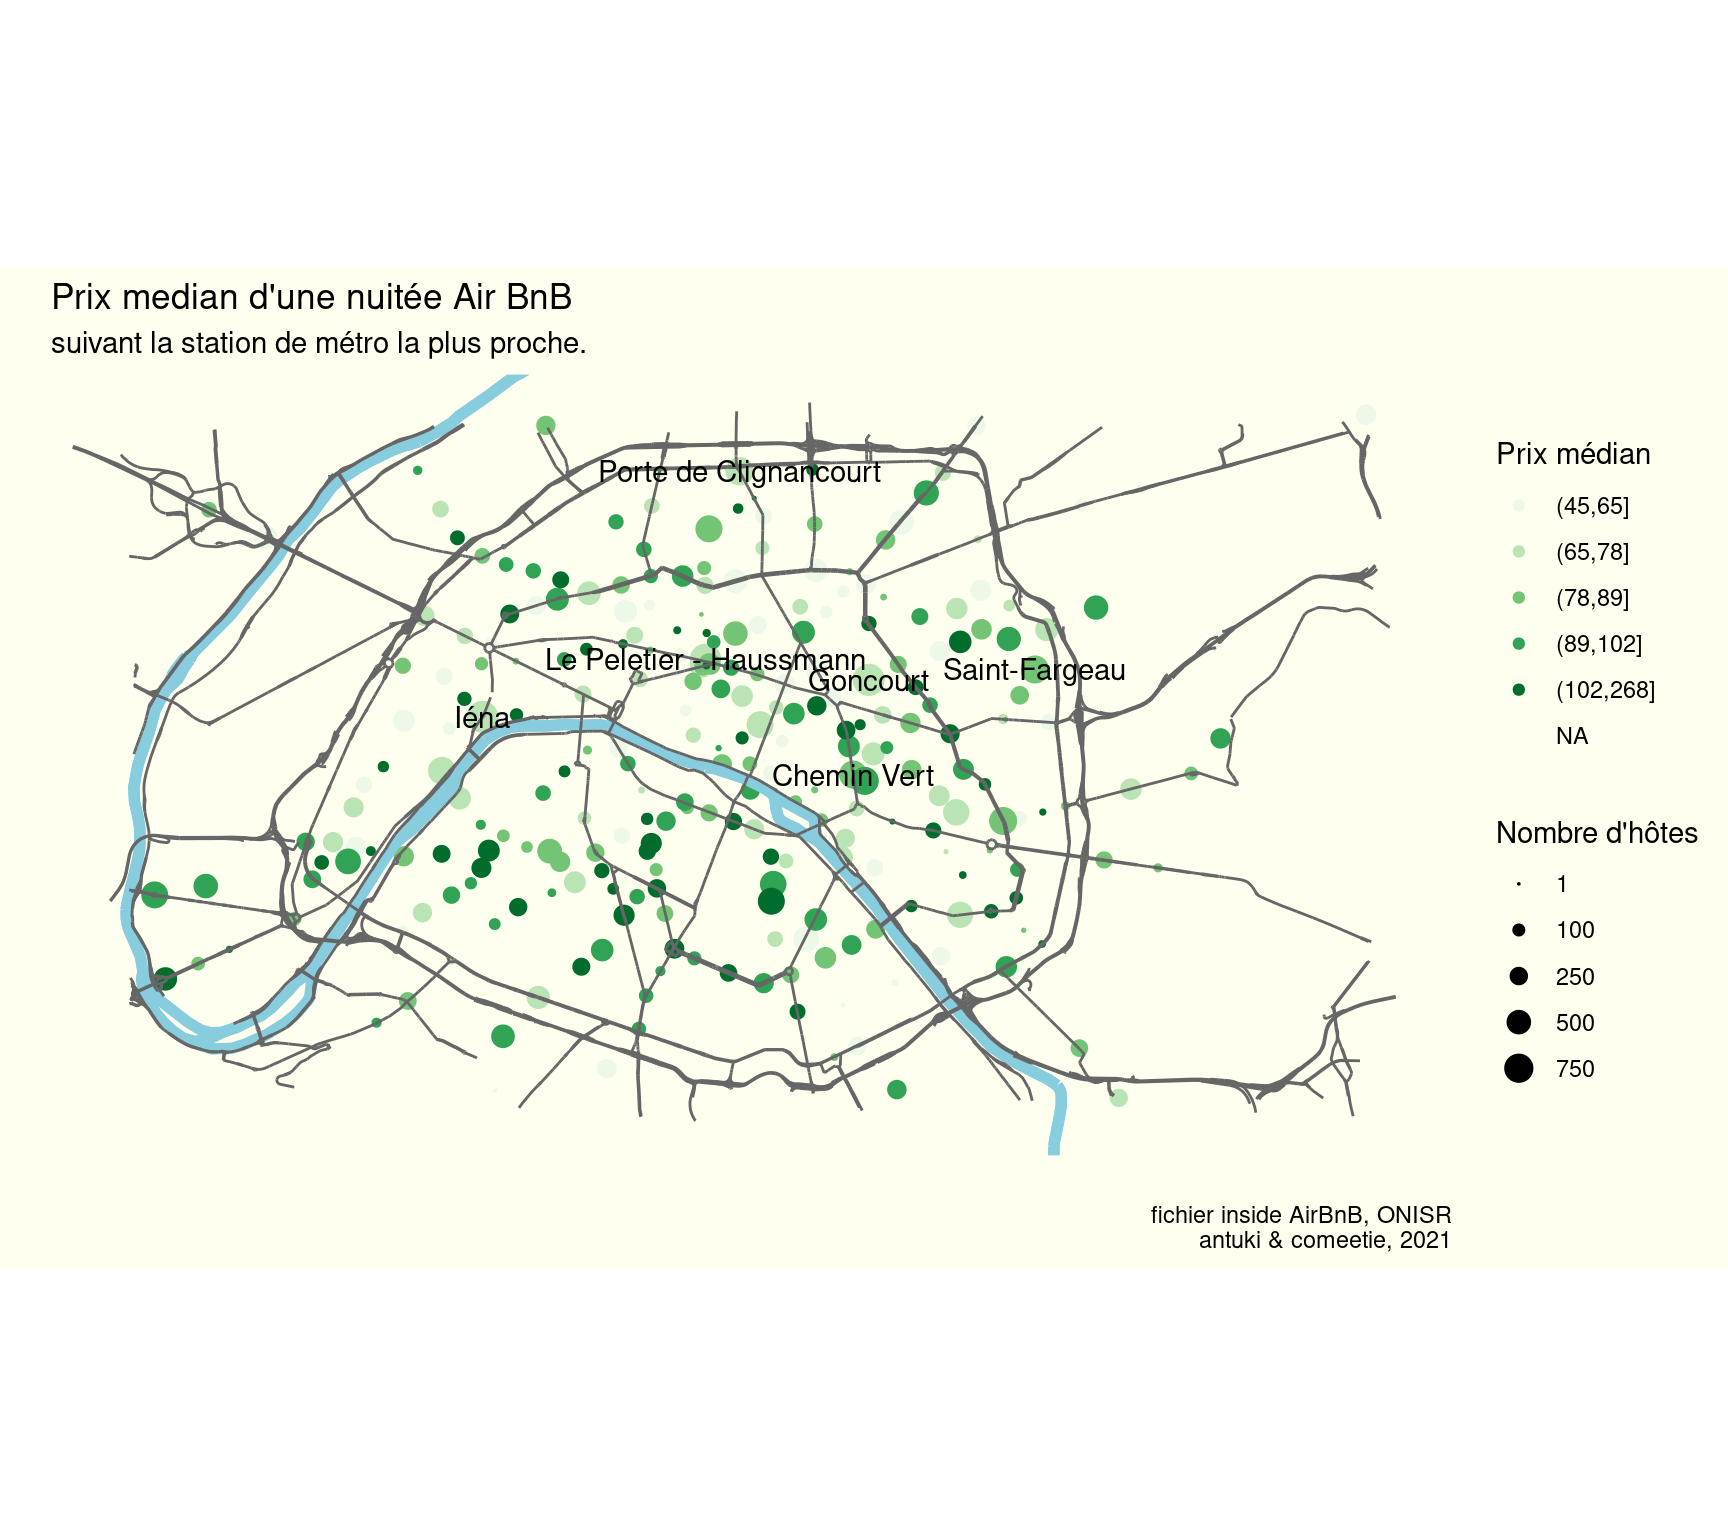 Prix median d'une nuitée Air BnB
suivant la station de métro la plus proche.
Porte de Clignancourt
Le Peletier - Haussmann
Goncourt
Saint-Fargeau
Iéna
Chemin Vert
Prix médian
(45,65]
(65,78]
(78,89]
(89,102]
(102,268]
NA
Nombre d'hôtes
1
100
250
500
750
fichier inside AirBnB, ONISR
antuki & comeetie, 2021